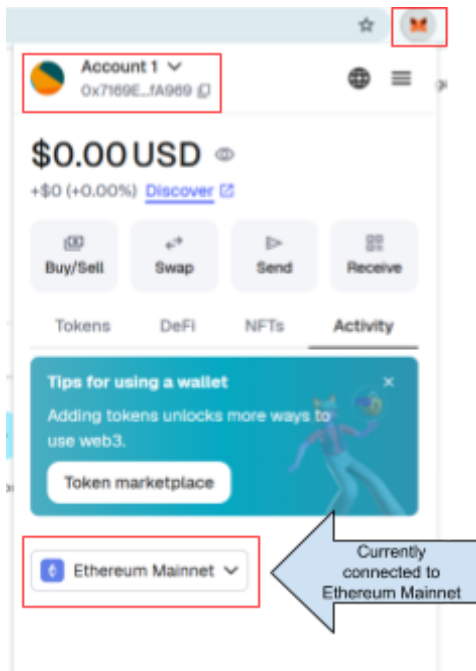 Account 1
0x7169E...fA969
$0.00 USD
+$0 (+0.00%) Discover
Buy/Sell
Swap
Send
Receive
Tokens
DeFi
NFTs
Activity
Tips for using a wallet
Adding tokens unlocks more ways to
use web3.
Token marketplace
Ethereum Mainnet
Currently
connected to
Ethereum Mainnet